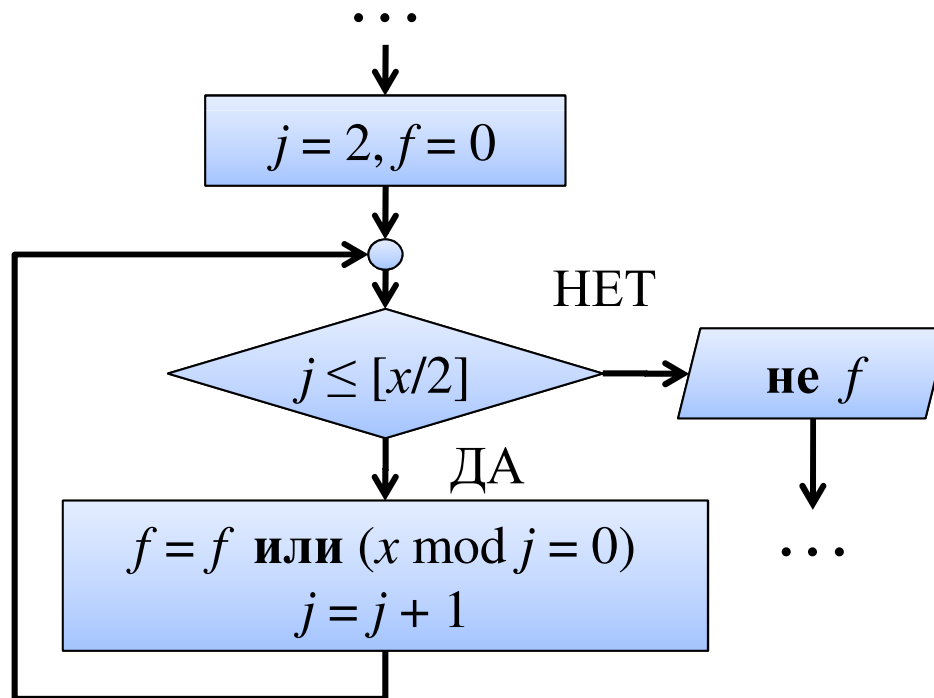 ...
j = 2, f = 0
НЕТ
j ≤ [x/2]
не f
ДА
f = f или (x mod j = 0)
j = j + 1
...